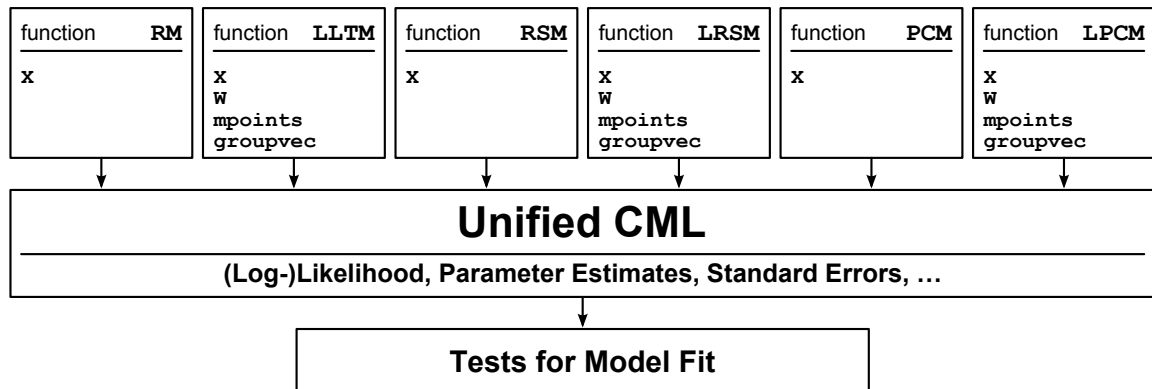 function RM
X
function LLTM
X
W
mpoints
groupvec
function RSM
X
function LRSM
X
W
mpoints
groupvec
function PCM
X
function LPCM
X
W
mpoints
groupvec
Unified CML
(Log-)Likelihood, Parameter Estimates, Standard Errors, …
Tests for Model Fit